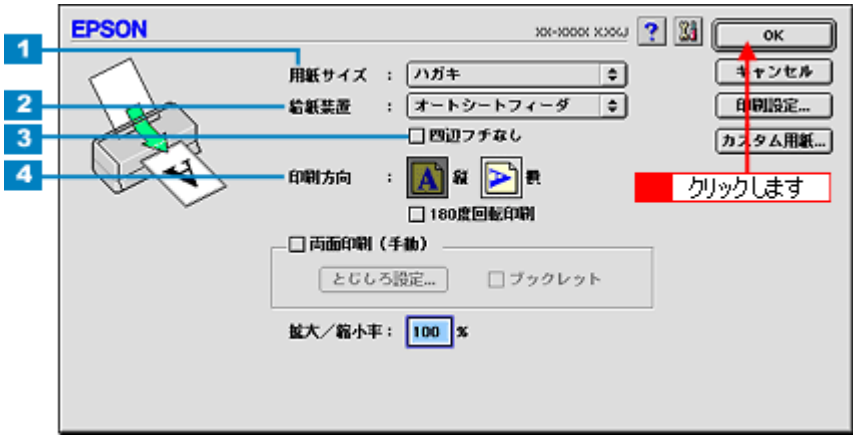 EPSON
XX-XXXX X.XXJ ? OK
1 用紙サイズ : ハガキ キャンセル
2 給紙装置 : オートシートフィーダ 印刷設定...
3 四辺フチなし カスタム用紙...
4 印刷方向 : A 縦 A 横 クリックします
180度回転印刷
両面印刷(手動)
とじしろ設定... ブックレット
拡大/縮小率: 100 %
A